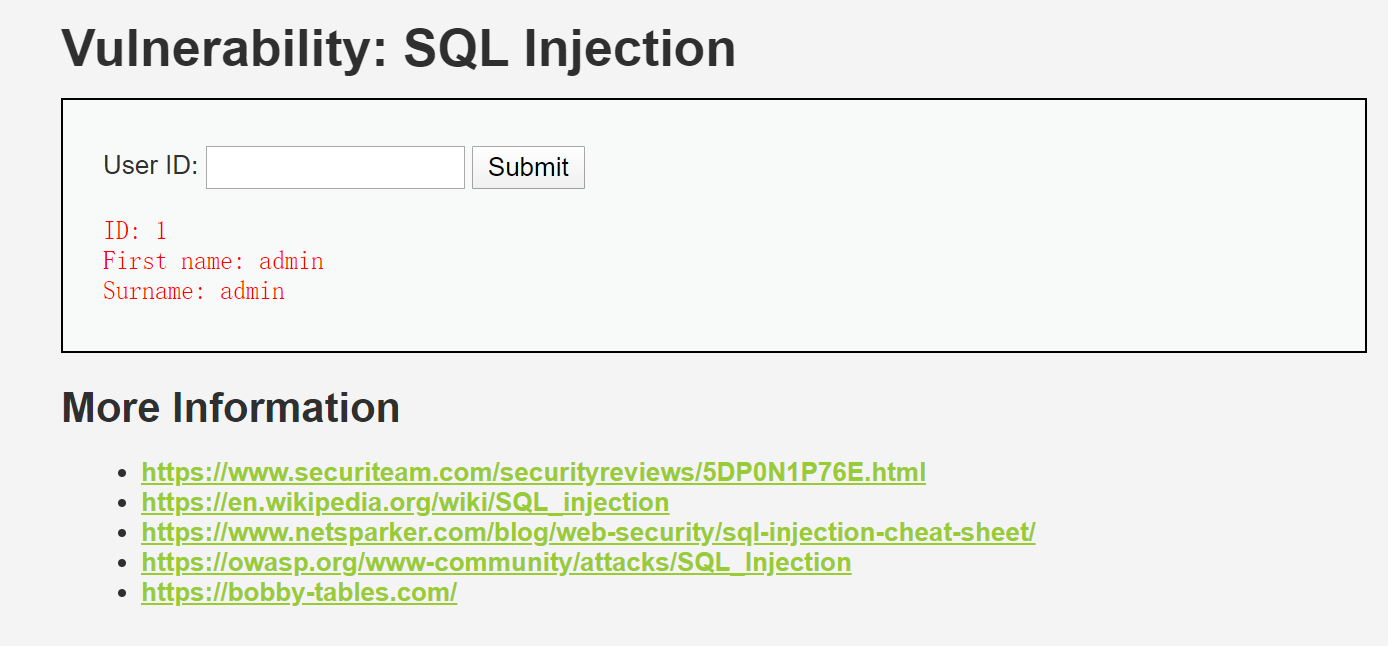 Vulnerability: SQL Injection
User ID: Submit
ID: 1
First name: admin
Surname: admin
More Information
https://www.securiteam.com/securityreviews/5DP0N1P76E.html
https://en.wikipedia.org/wiki/SQL_injection
https://www.netsparker.com/blog/web-security/sql-injection-cheat-sheet/
https://owasp.org/www-community/attacks/SQL_Injection
https://bobby-tables.com/